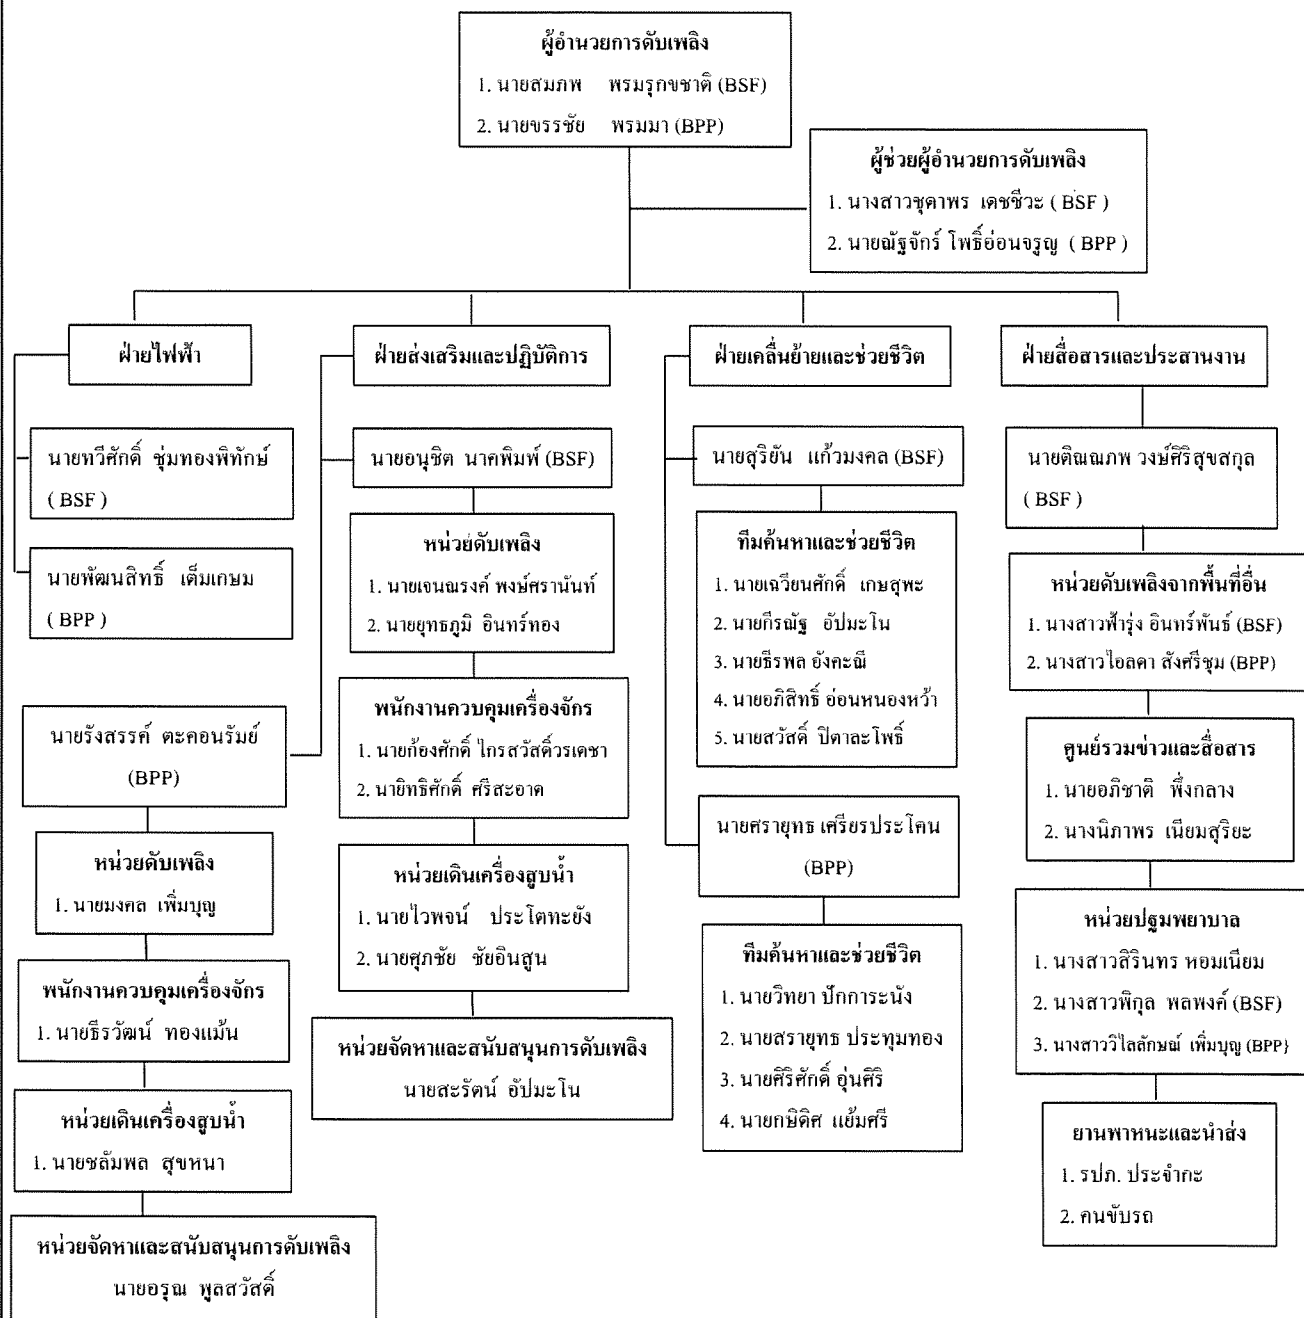 ผู้อำนวยการดับเพลิง
1. นายสมภพ พรมรุกขชาติ (BSF)
2. นายขรรชัย พรมมา (BPP)
ผู้ช่วยผู้อำนวยการดับเพลิง
1. นางสาวชุดาพร เดชชีวะ ( BSF )
2. นายณัฐจักร์ โพธิ์อ่อนจรูญ ( BPP )
ฝ่ายไฟฟ้า
นายทวีศักดิ์ ชุ่มทองพิทักษ์
( BSF )
นายพัฒนสิทธิ์ เต็มเกษม
( BPP )
ฝ่ายส่งเสริมและปฏิบัติการ
นายอนุชิต นาคพิมพ์ (BSF)
หน่วยดับเพลิง
1. นายเจนณรงค์ พงษ์ศรานันท์
2. นายยุทธภูมิ อินทร์ทอง
พนักงานควบคุมเครื่องจักร
1. นายก้องศักดิ์ ไกรสวัสดิ์วรเดชา
2. นายิทธิศักดิ์ ศรีสะอาด
หน่วยเดินเครื่องสูบน้ำ
1. นายไวพจน์ ประโตทะยัง
2. นายศุภชัย ชัยอินสูน
หน่วยจัดหาและสนับสนุนการดับเพลิง
นายสะรัตน์ อัปมะโน
นายรังสรรค์ ตะคอนรัมย์
(BPP)
หน่วยดับเพลิง
1. นายมงคล เพิ่มบุญ
พนักงานควบคุมเครื่องจักร
1. นายธีรวัฒน์ ทองแม้น
หน่วยเดินเครื่องสูบน้ำ
1. นายชลัมพล สุขหนา
หน่วยจัดหาและสนับสนุนการดับเพลิง
นายอรุณ พูลสวัสดิ์
ฝ่ายเคลื่นย้ายและช่วยชีวิต
นายสุริยัน แก้วมงคล (BSF)
ทีมค้นหาและช่วยชีวิต
1. นายเฉวียนศักดิ์ เกษสุพะ
2. นายกีรณัฐ อัปมะโน
3. นายธีรพล อังคะณี
4. นายอภิสิทธิ์ อ่อนหนองหว้า
5. นายสวัสดิ์ ปิตาละโพธิ์
นายศรายุทธ เศรียรประโคน
(BPP)
ทีมค้นหาและช่วยชีวิต
1. นายวิทยา ปักการะนัง
2. นายสรายุทธ ประทุมทอง
3. นายศิริศักดิ์ อุ่นศิริ
4. นายกษิดิศ แย้มศรี
ฝ่ายสื่อสารและประสานงาน
นายติณณภพ วงษ์ศิริสุขสกุล
( BSF )
หน่วยดับเพลิงจากพื้นที่อื่น
1. นางสาวฟ้ารุ่ง อินทร์พันธ์ (BSF)
2. นางสาวไอลดา สังศรีชุม (BPP)
ศูนย์รวมข่าวและสื่อสาร
1. นายอภิชาติ พึ่งกลาง
2. นางนิภาพร เนียมสุริยะ
หน่วยปฐมพยาบาล
1. นางสาวสิรินทร หอมเนียม
2. นางสาวพิกุล พลพงค์ (BSF)
3. นางสาววิไลลักษณ์ เพิ่มบุญ (BPP}
ยานพาหนะและนำส่ง
1. รปภ. ประจำกะ
2. คนขับรถ